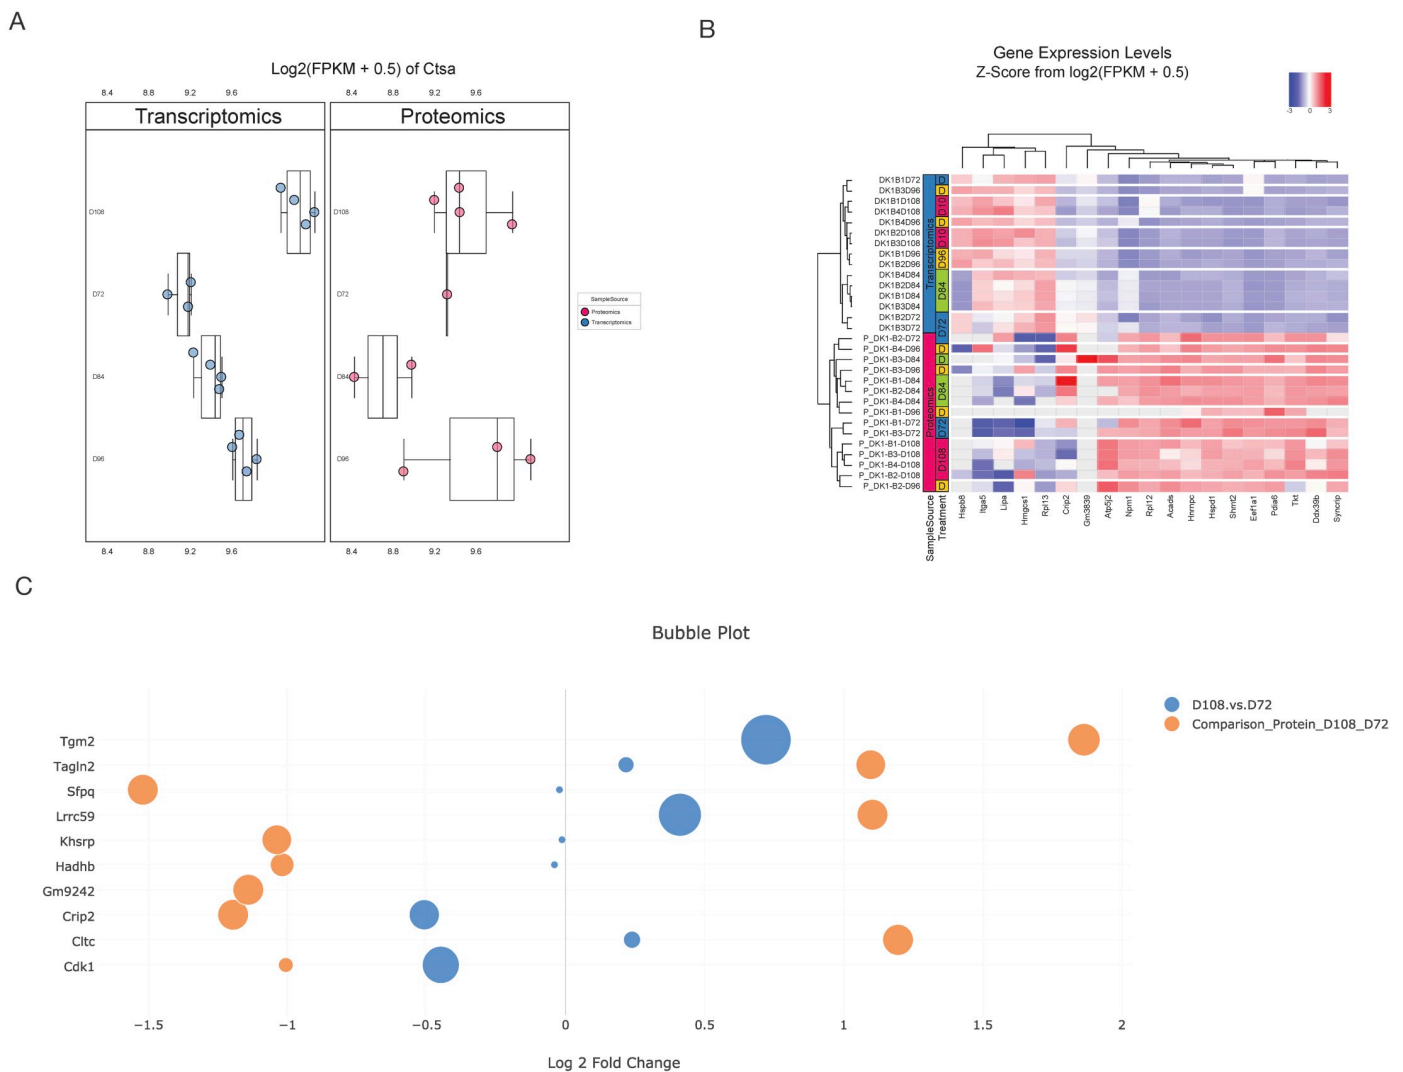 A
Log2(FPKM + 0.5) of Ctsa
8.4 8.8 9.2 9.6 8.4 8.8 9.2 9.6
Transcriptomics Proteomics
D108 D108
D72 D72
D84 D84
D96 D96
8.4 8.8 9.2 9.6 8.4 8.8 9.2 9.6
SampleSource
Proteomics
Transcriptomics
B
Gene Expression Levels
Z-Score from log2(FPKM + 0.5)
-3 0 3
DK1B1D72 D
DK1B3D96 D
DK1B1D108 D10
DK1B4D108
DK1B4D96 D
DK1B2D108 D10
DK1B3D108
DK1B1D96 D96
DK1B2D96
DK1B4D84 D84
DK1B2D84
DK1B1D84
DK1B3D84
DK1B2D72 D72
DK1B3D72
P_DK1-B2-D72
P_DK1-B4-D96 D
P_DK1-B3-D84 D
P_DK1-B3-D96 D
P_DK1-B1-D84 D84
P_DK1-B2-D84
P_DK1-B4-D84
P_DK1-B1-D96 D
P_DK1-B1-D72 D72
P_DK1-B3-D72
P_DK1-B1-D108 D108
P_DK1-B3-D108
P_DK1-B4-D108
P_DK1-B2-D108
P_DK1-B2-D96 D
Transcriptomics
Proteomics
SampleSource
Treatment
Hspb8
Itga5
Lipa
Hmgcs1
Rpl13
Crip2
Gm3839
Atp5j2
Npm1
Rpl12
Acads
Hnrnpc
Hspd1
Shmt2
Eef1a1
Pdia6
Tkt
Ddx39b
Syncrip
C
Bubble Plot
D108.vs.D72
Comparison_Protein_D108_D72
Tgm2
Tagln2
Sfpq
Lrrc59
Khsrp
Hadhb
Gm9242
Crip2
Cltc
Cdk1
−1.5 −1 −0.5 0 0.5 1 1.5 2
Log 2 Fold Change